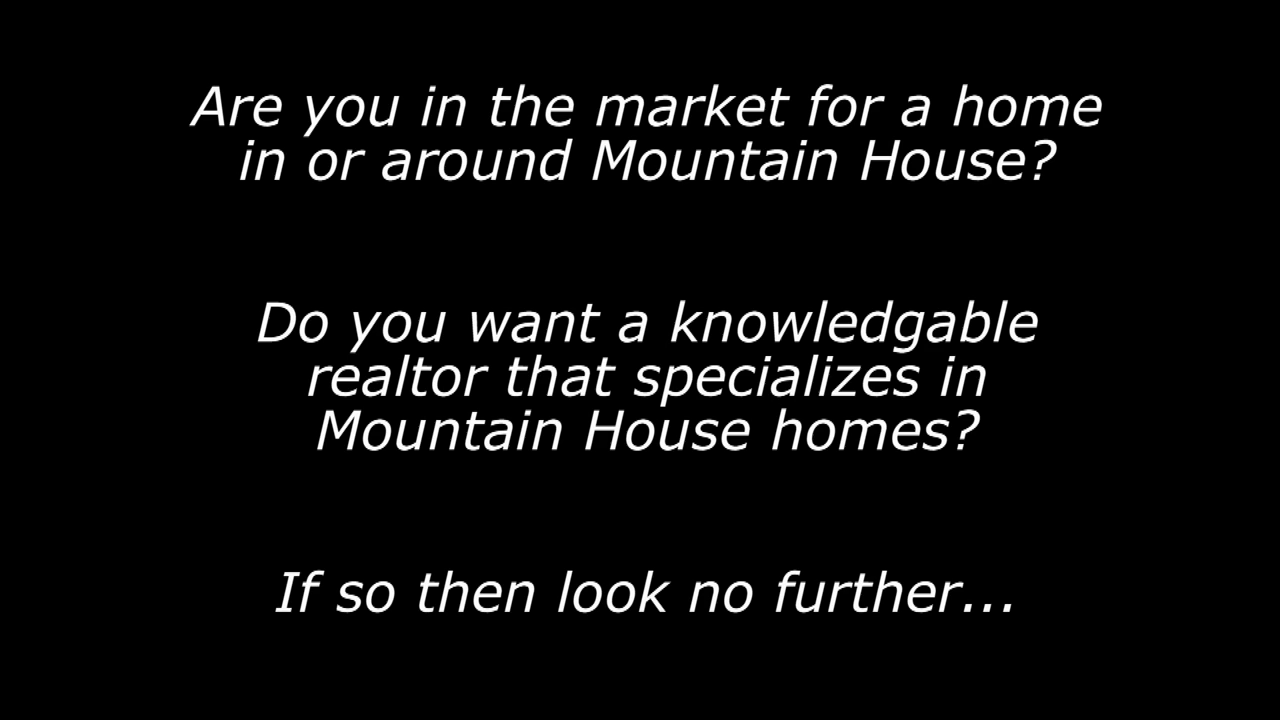 Are you in the market for a home
in or around Mountain House?
Do you want a knowledgable
realtor that specializes in
Mountain House homes?
If so then look no further...